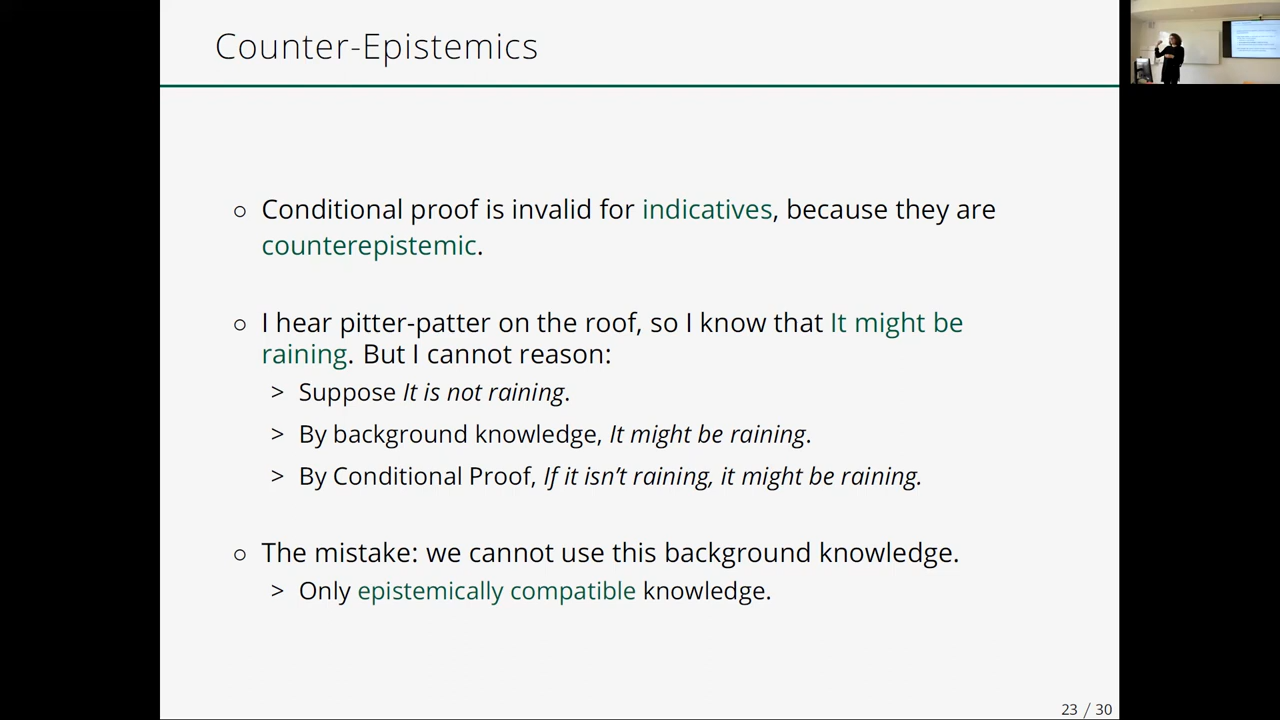 Counter-Epistemics
○ Conditional proof is invalid for indicatives, because they are
counterepistemic.
○ I hear pitter-patter on the roof, so I know that It might be
raining. But I cannot reason:
> Suppose It is not raining.
> By background knowledge, It might be raining.
> By Conditional Proof, If it isn't raining, it might be raining.
○ The mistake: we cannot use this background knowledge.
> Only epistemically compatible knowledge.
23 / 30